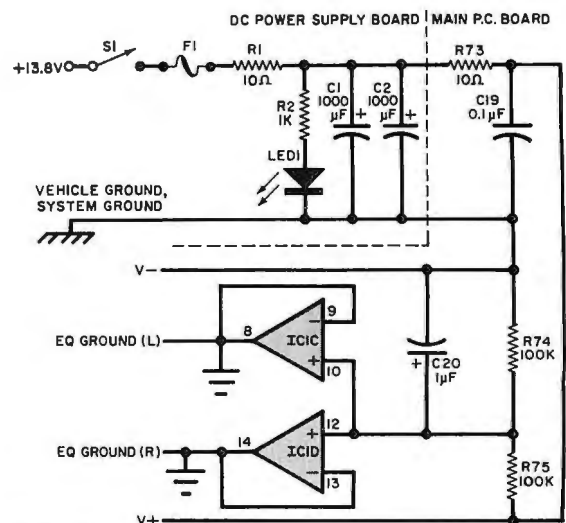 DC POWER SUPPLY BOARD
MAIN P.C. BOARD
+13.8V
S1
F1
R1
10Ω
R2
1K
LED1
C1
1000
µF
+
C2
1000
µF
+
R73
10Ω
C19
0.1µF
VEHICLE GROUND,
SYSTEM GROUND
V-
EQ GROUND (L)
8
9
-
IC1C
+
10
C20
1µF
+
R74
100K
EQ GROUND (R)
14
12
+
IC1D
-
13
R75
100K
V+